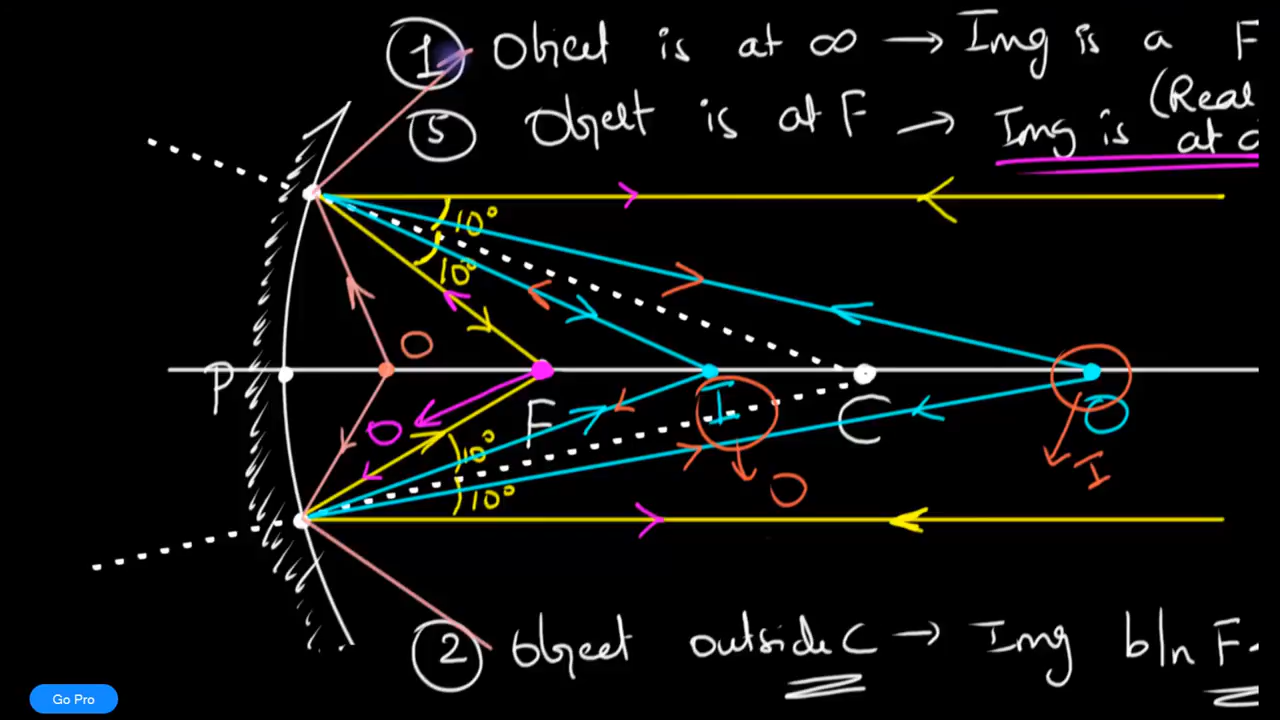 1 Object is at ∞ → Img is a F
(Real
5 Object is at F → Img is at
10°
10°
O
P
F
I
C
O
O
10°
I
O
10°
2 Object outside C → Img b/n F-
Go Pro